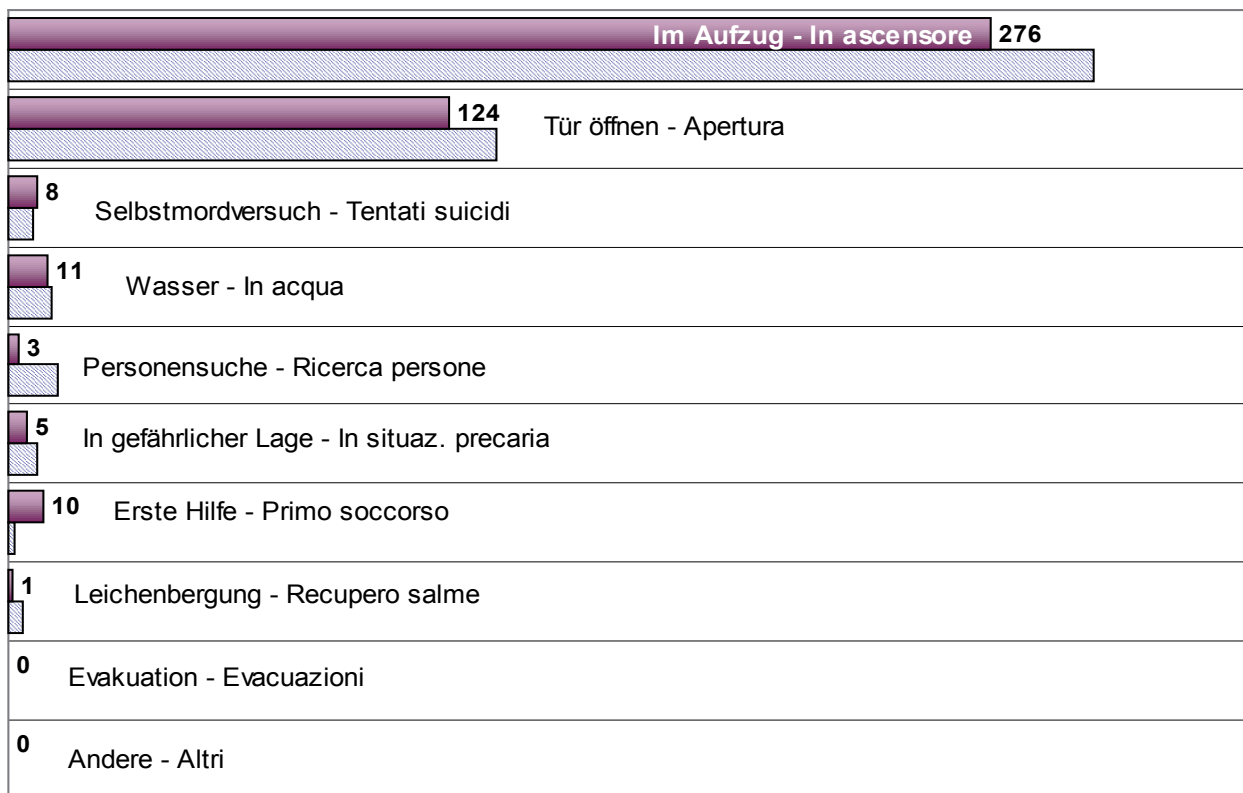 Im Aufzug - In ascensore 276
124 Tür öffnen - Apertura
8 Selbstmordversuch - Tentati suicidi
11 Wasser - In acqua
3 Personensuche - Ricerca persone
5 In gefährlicher Lage - In situaz. precaria
10 Erste Hilfe - Primo soccorso
1 Leichenbergung - Recupero salme
0 Evakuation - Evacuazioni
0 Andere - Altri